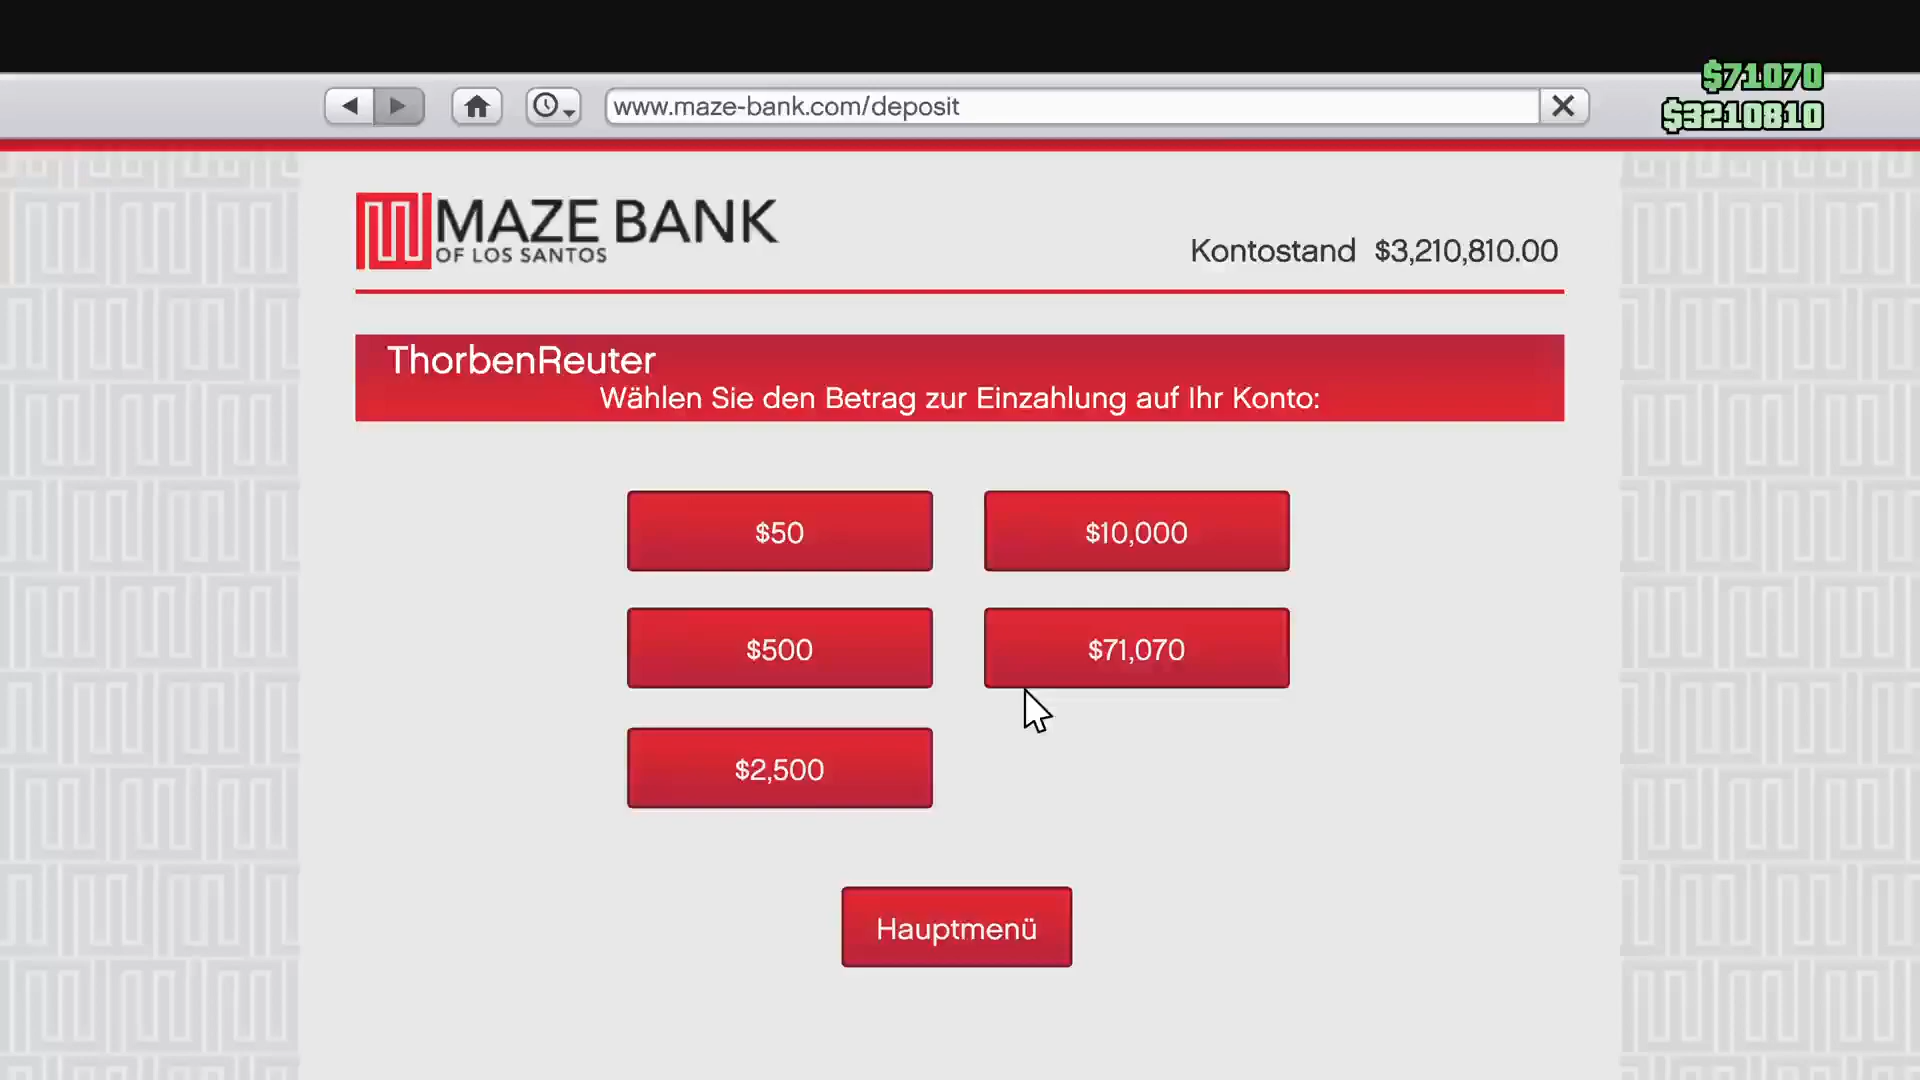 $71070
www.maze-bank.com/deposit
$3210810
MAZE BANK
OF LOS SANTOS
Kontostand $3,210,810.00
ThorbenReuter
Wählen Sie den Betrag zur Einzahlung auf Ihr Konto:
$50
$10,000
$500
$71,070
$2,500
Hauptmenü